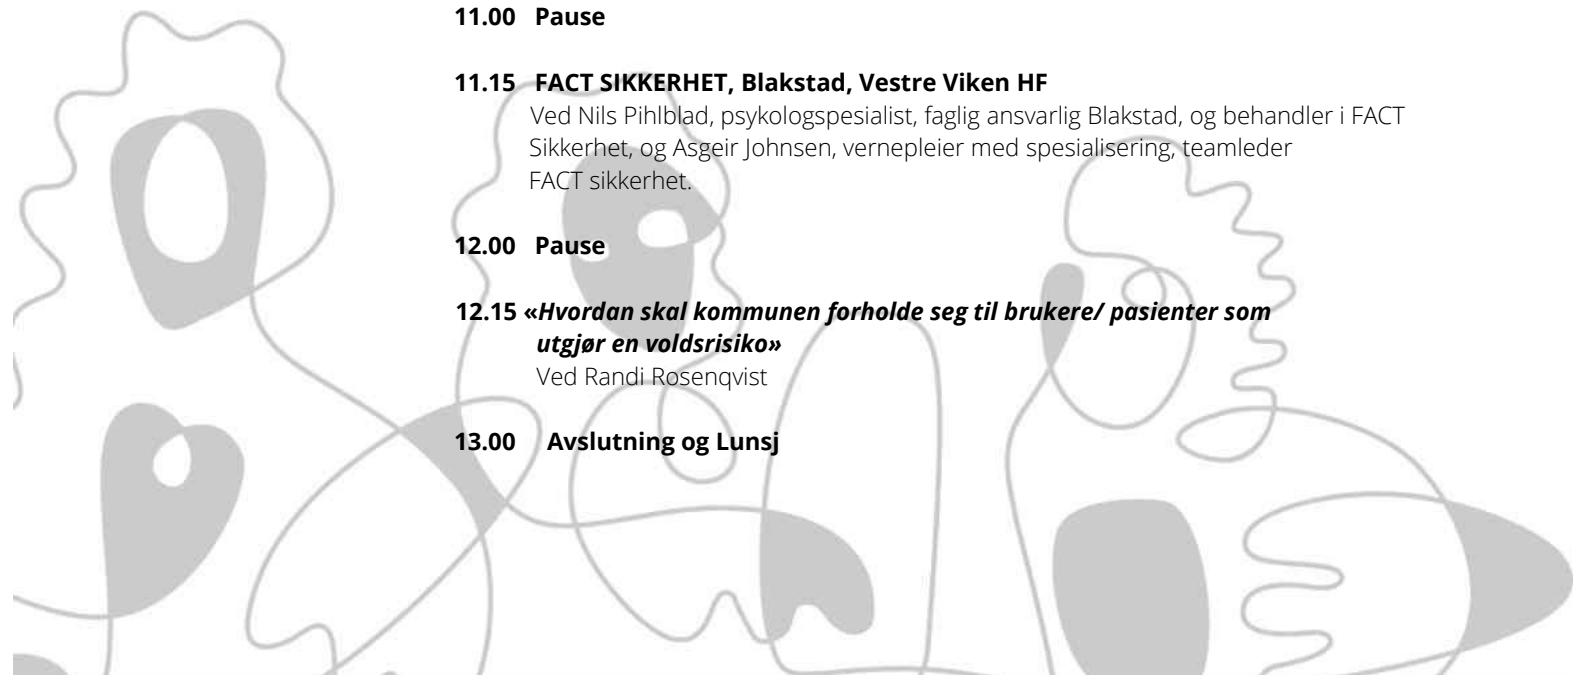 11.00 Pause
11.15 FACT SIKKERHET, Blakstad, Vestre Viken HF
Ved Nils Pihlblad, psykologspesialist, faglig ansvarlig Blakstad, og behandler i FACT
Sikkerhet, og Asgeir Johnsen, vernepleier med spesialisering, teamleder
FACT sikkerhet.
12.00 Pause
12.15 «Hvordan skal kommunen forholde seg til brukere/ pasienter som
utgjør en voldsrisiko»
Ved Randi Rosenqvist
13.00 Avslutning og Lunsj